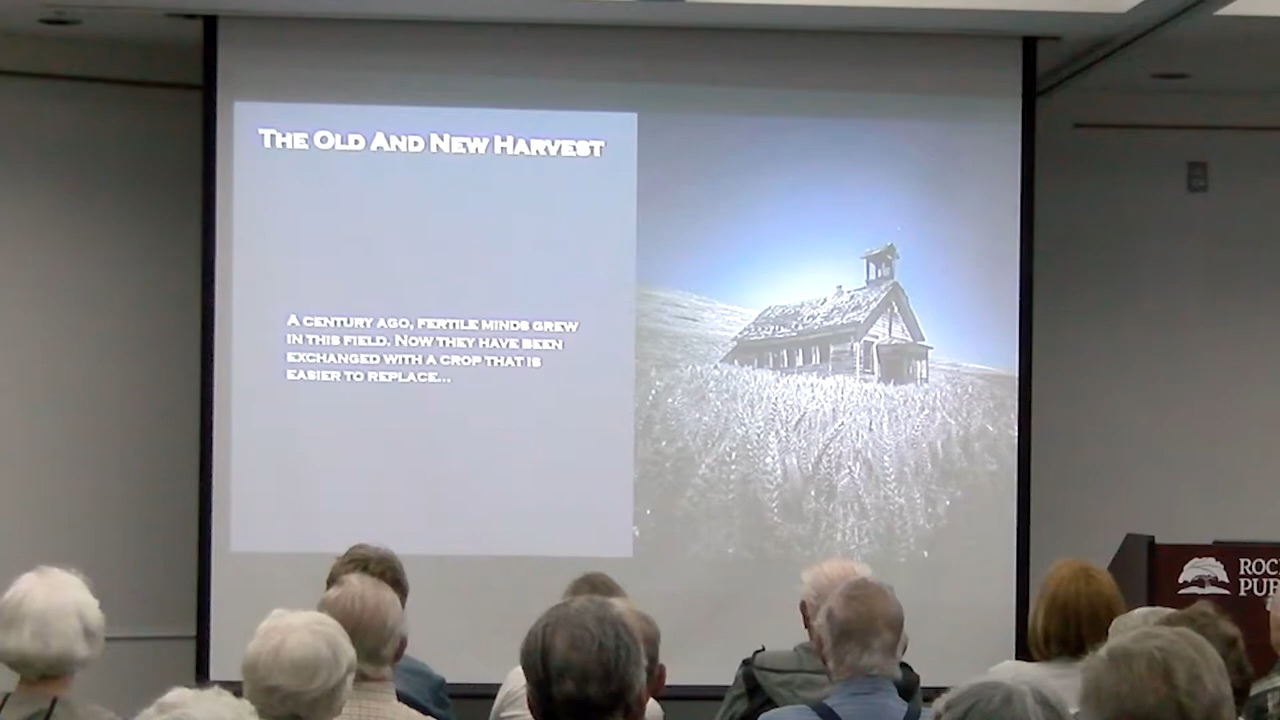 The Old And New Harvest
A century ago, fertile minds grew
in this field. Now they have been
exchanged with a crop that is
easier to replace...
ROC
PUB